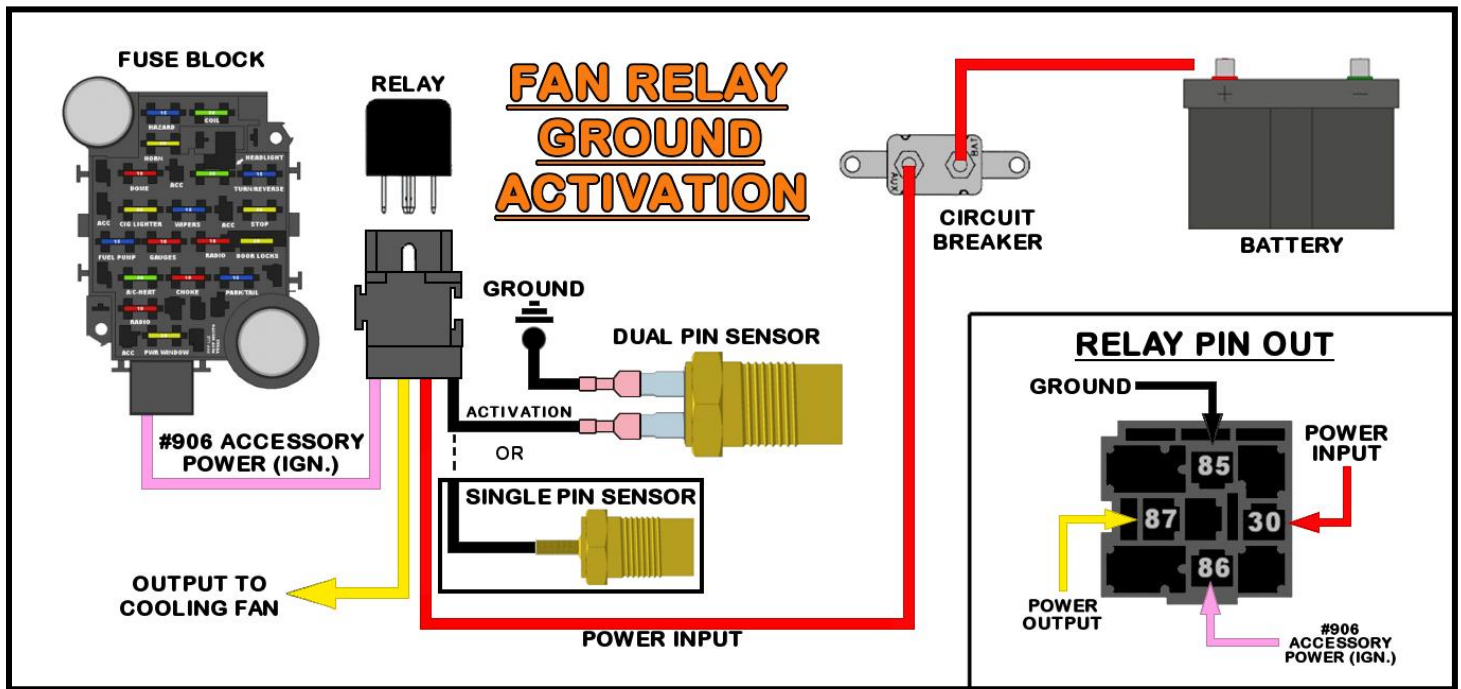 FUSE BLOCK
HAZARD
COIL
HORN
HEADLIGHT
DOME
ACC
TURN/REVERSE
ACC
CIG LIGHTER
WIPERS
ACC
STOP
FUEL PUMP
GAUGES
RADIO
DOOR LOCKS
A/C-HEAT
CHOKE
PARK/TAIL
RADIO
ACC
PWR WINDOW
#906 ACCESSORY
POWER (IGN.)
RELAY
FAN RELAY
GROUND
ACTIVATION
GROUND
DUAL PIN SENSOR
ACTIVATION
OR
SINGLE PIN SENSOR
OUTPUT TO
COOLING FAN
POWER INPUT
BAT
AUX
CIRCUIT
BREAKER
+
−
BATTERY
RELAY PIN OUT
GROUND
POWER
INPUT
85
87
30
86
POWER
OUTPUT
#906
ACCESSORY
POWER (IGN.)